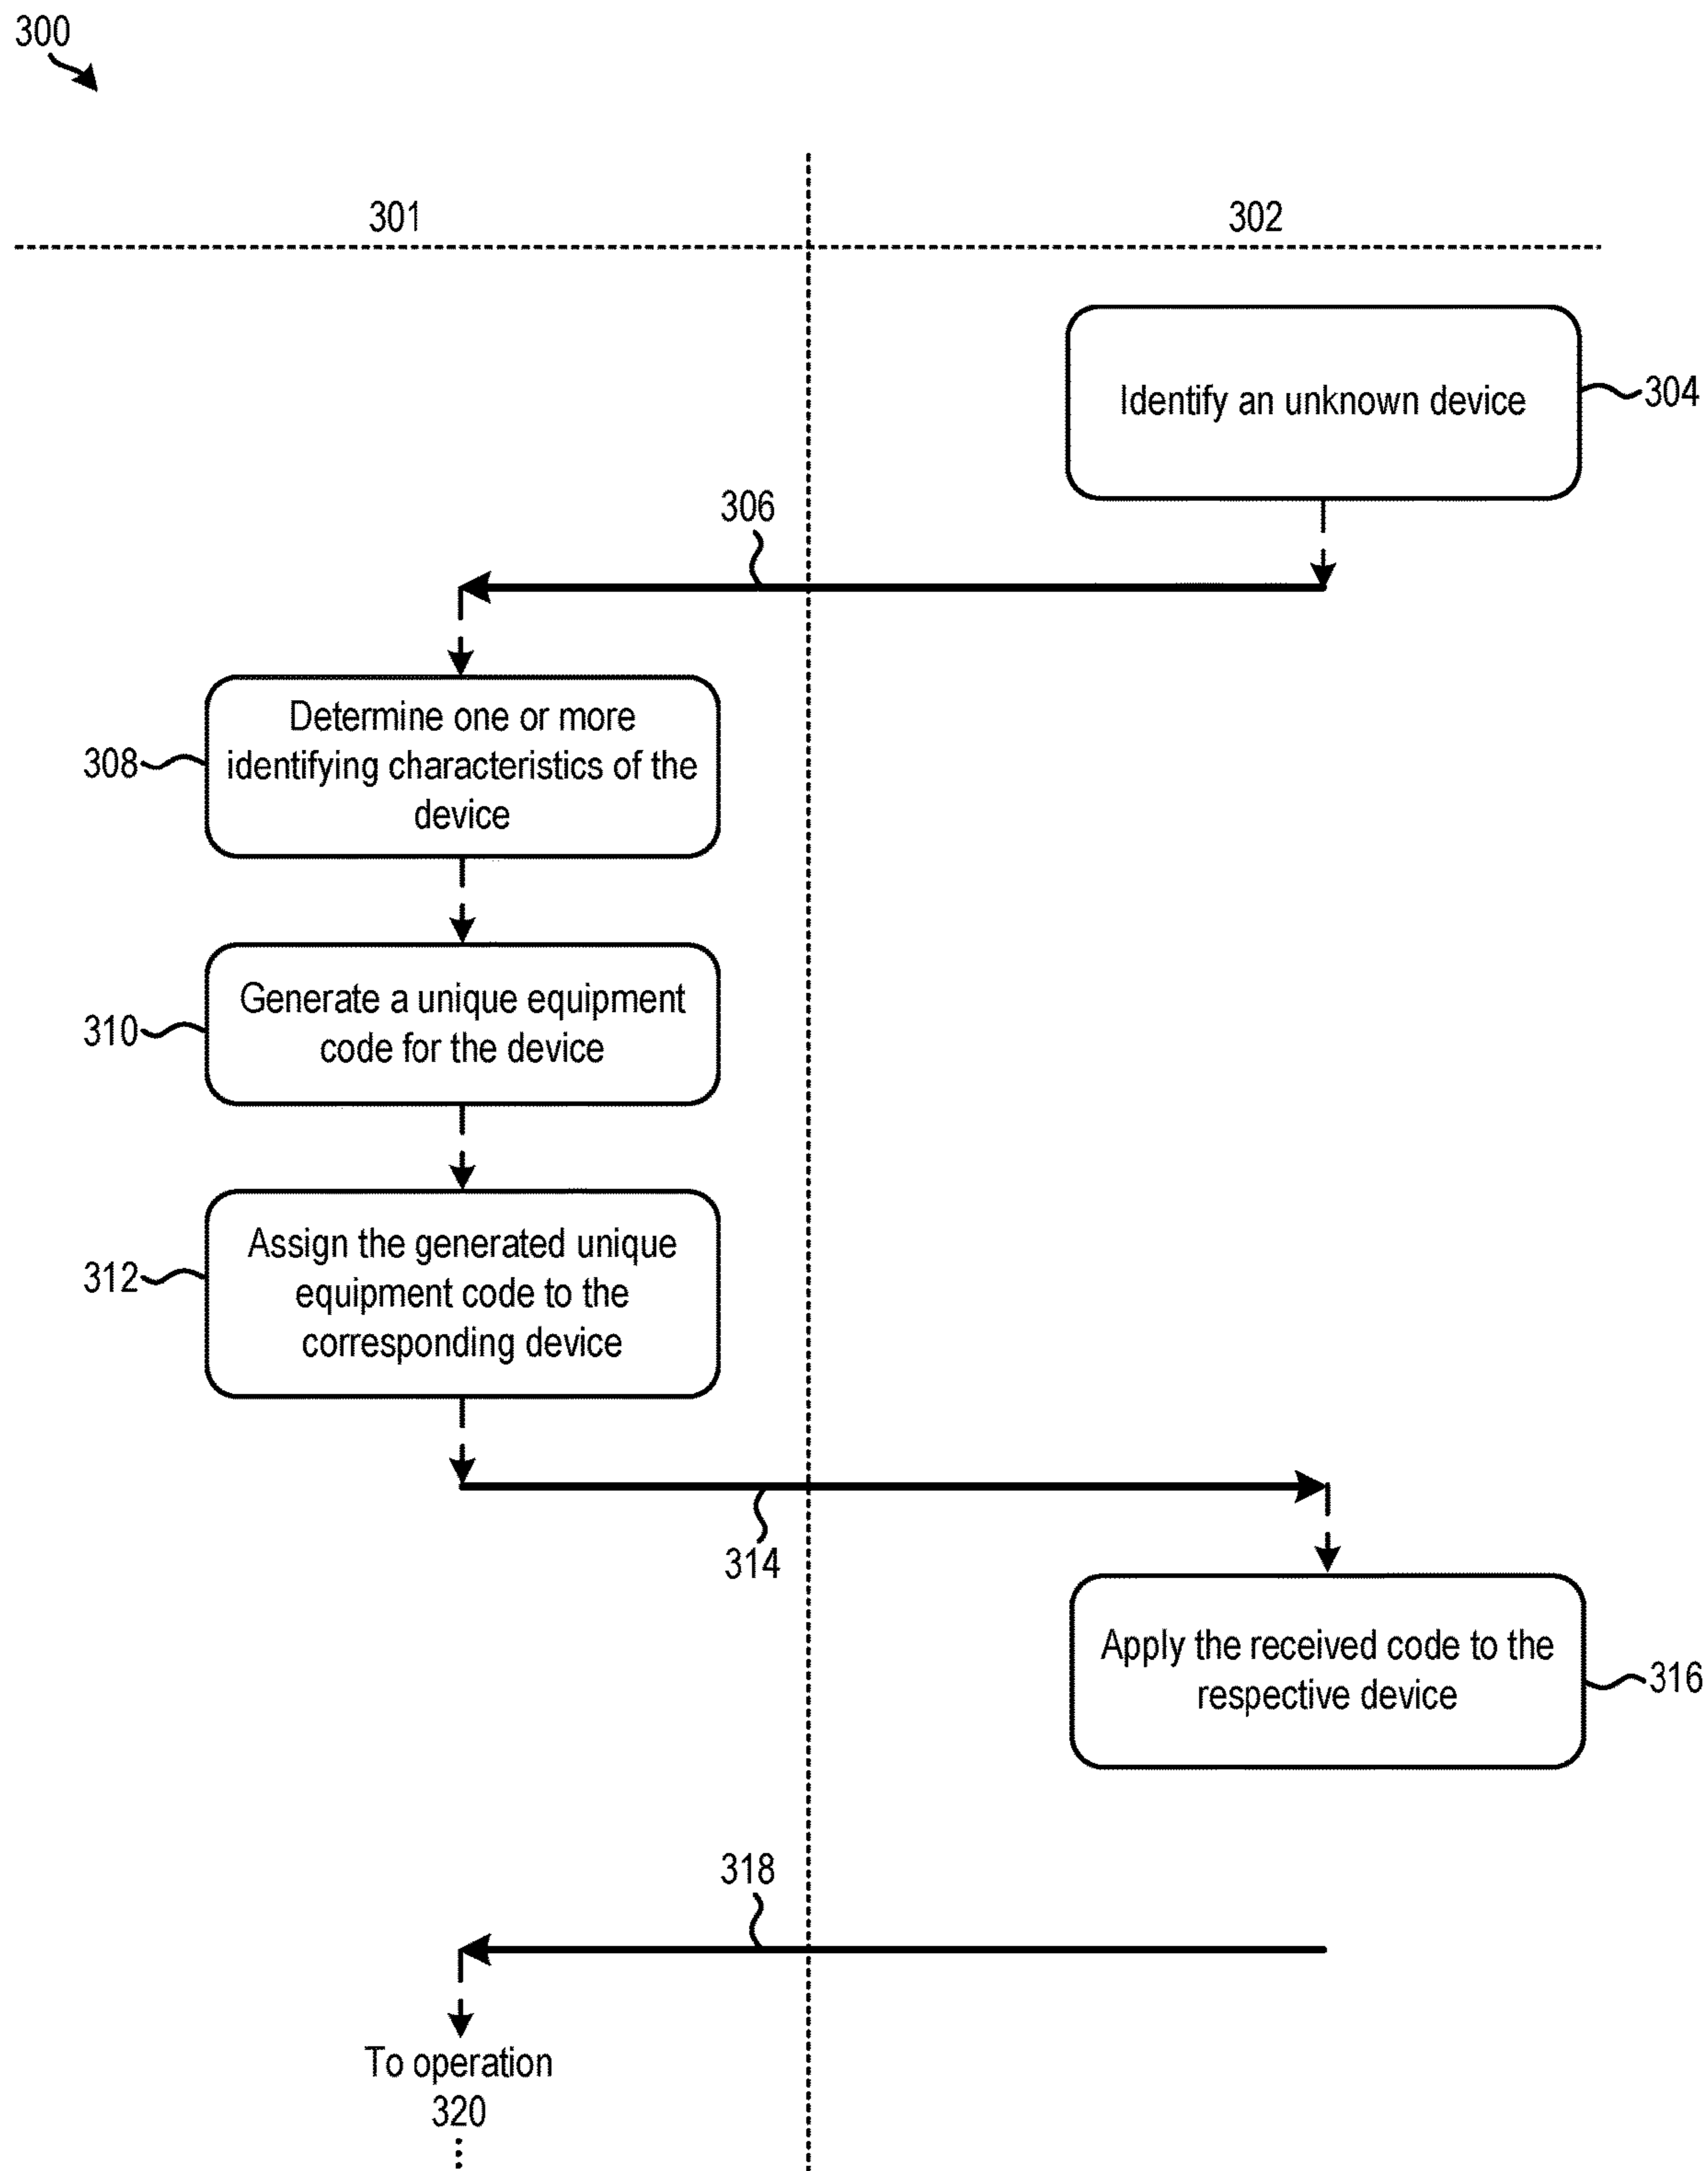 300
301
302
Identify an unknown device
304
306
Determine one or more
identifying characteristics of the
device
308
Generate a unique equipment
code for the device
310
Assign the generated unique
equipment code to the
corresponding device
312
314
Apply the received code to the
respective device
316
318
To operation
320